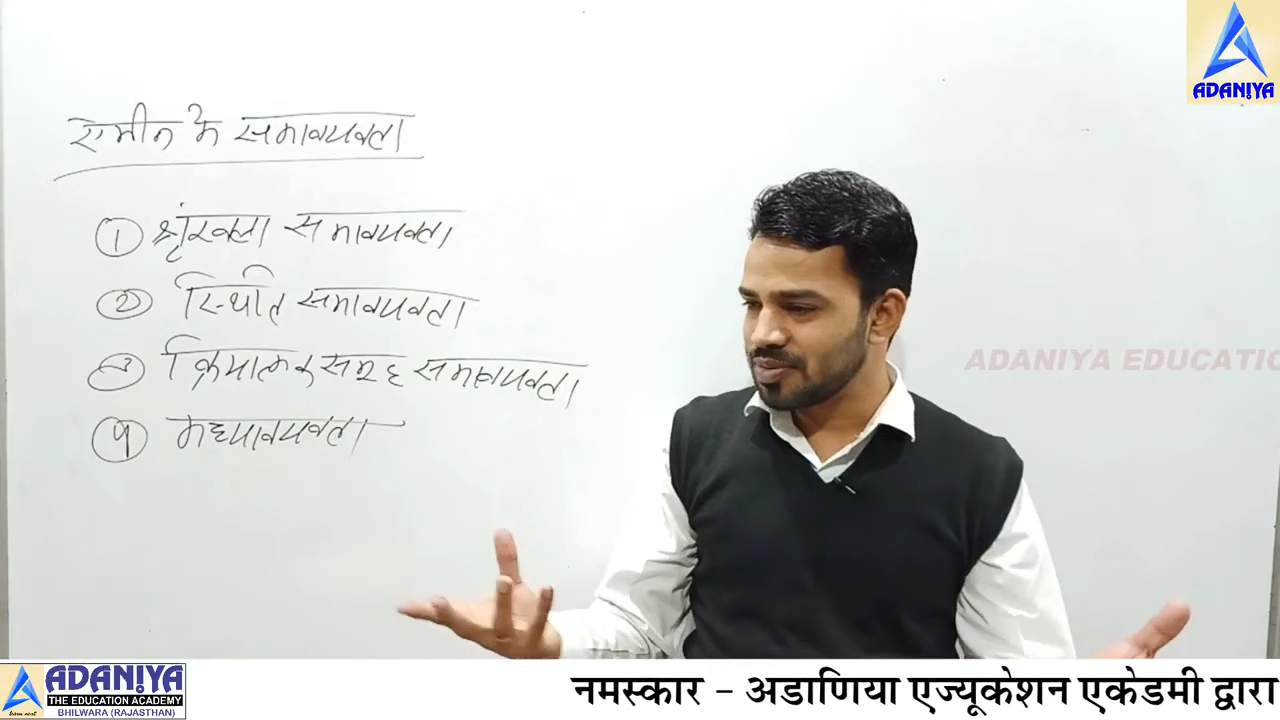 एमीन में समावयवता
① श्रृंखला समावयवता
② स्थिति समावयवता
③ क्रियात्मक समूह समावयवता
④ मध्यावयवता
ADANIYA
ADANIYA EDUCATIO
ADANIYA
THE EDUCATION ACADEMY
BHILWARA (RAJASTHAN)
नमस्कार - अडाणिया एज्यूकेशन एकेडमी द्वारा